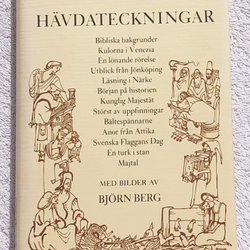 HÄVDATECKNINGAR
Bibliska bakgrunder
Kulorna i Venezia
En lönande rörelse
Utblick från Jönköping
Läsning i Närke
Början på historien
Kunglig Majestät
Störst av uppfinningar
Bältespännarne
Anor från Attika
Svenska Flaggans Dag
En turk i stan
Majtal
MED BILDER AV
BJÖRN BERG